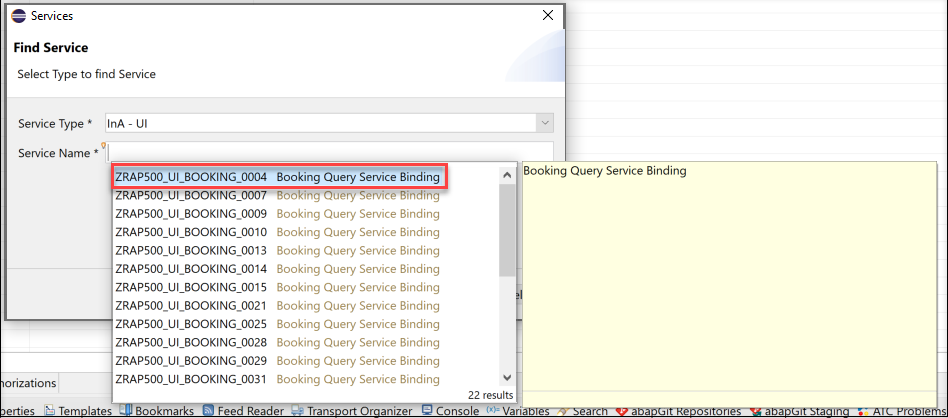 Services
Find Service
Select Type to find Service
Service Type *
InA - UI
Service Name *
ZRAP500_UI_BOOKING_0004 Booking Query Service Binding
Booking Query Service Binding
ZRAP500_UI_BOOKING_0007 Booking Query Service Binding
ZRAP500_UI_BOOKING_0009 Booking Query Service Binding
ZRAP500_UI_BOOKING_0010 Booking Query Service Binding
ZRAP500_UI_BOOKING_0013 Booking Query Service Binding
ZRAP500_UI_BOOKING_0014 Booking Query Service Binding
ZRAP500_UI_BOOKING_0015 Booking Query Service Binding
ZRAP500_UI_BOOKING_0021 Booking Query Service Binding
ZRAP500_UI_BOOKING_0025 Booking Query Service Binding
ZRAP500_UI_BOOKING_0028 Booking Query Service Binding
ZRAP500_UI_BOOKING_0029 Booking Query Service Binding
ZRAP500_UI_BOOKING_0031 Booking Query Service Binding
22 results
horizations
perties Templates Bookmarks Feed Reader Transport Organizer Console (x)= Variables Search abapGit Repositories abapGit Staging ATC Problems